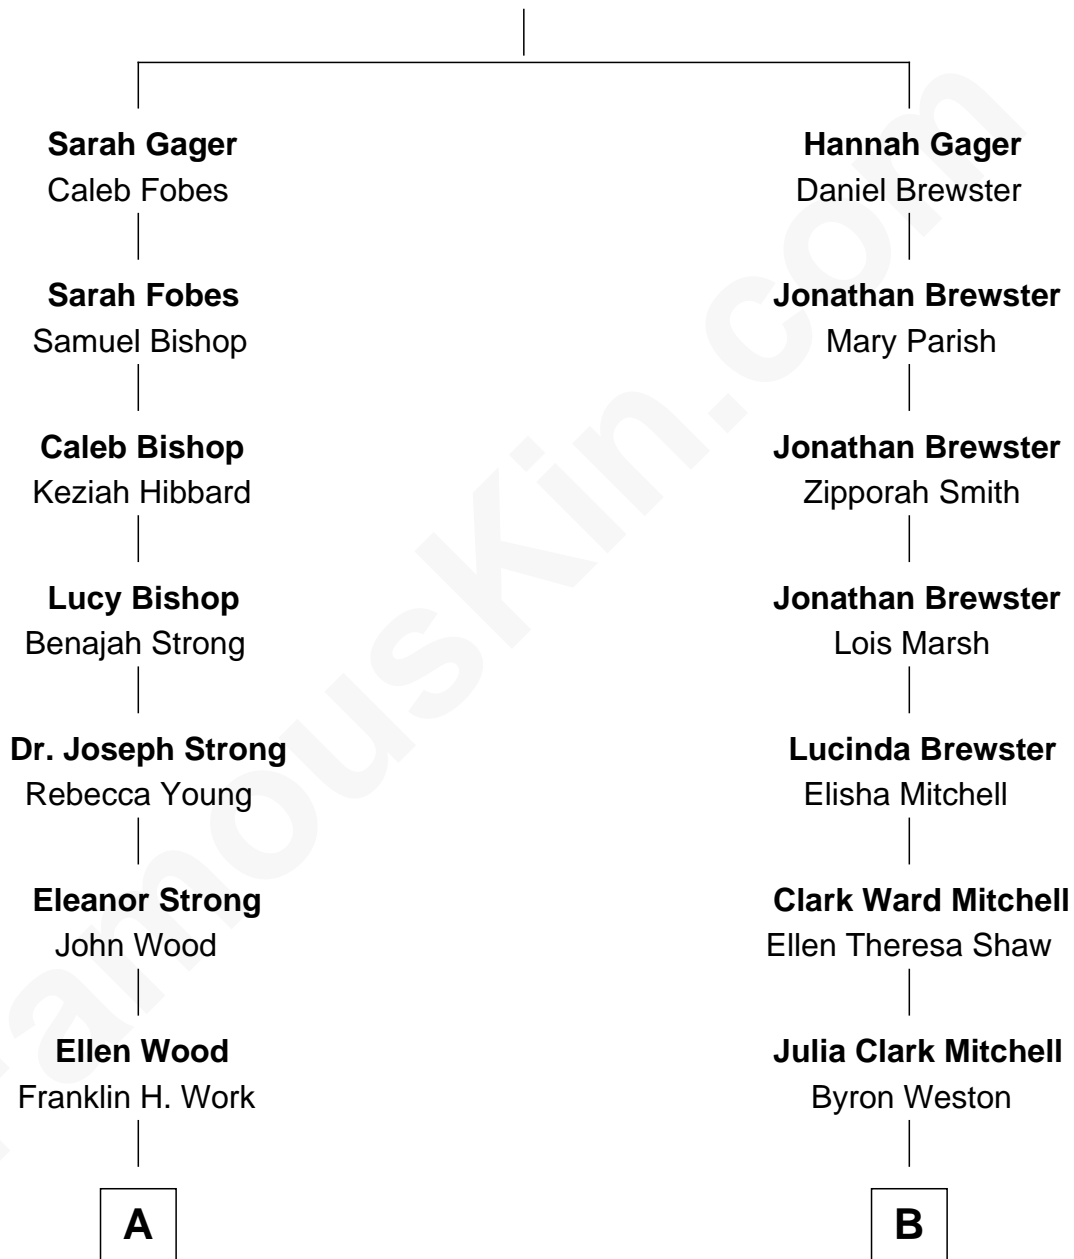 Sarah Gager
Caleb Fobes
Sarah Fobes
Samuel Bishop
Caleb Bishop
Keziah Hibbard
Lucy Bishop
Benajah Strong
Dr. Joseph Strong
Rebecca Young
Eleanor Strong
John Wood
Ellen Wood
Franklin H. Work
A
Hannah Gager
Daniel Brewster
Jonathan Brewster
Mary Parish
Jonathan Brewster
Zipporah Smith
Jonathan Brewster
Lois Marsh
Lucinda Brewster
Elisha Mitchell
Clark Ward Mitchell
Ellen Theresa Shaw
Julia Clark Mitchell
Byron Weston
B
FamousKin.com